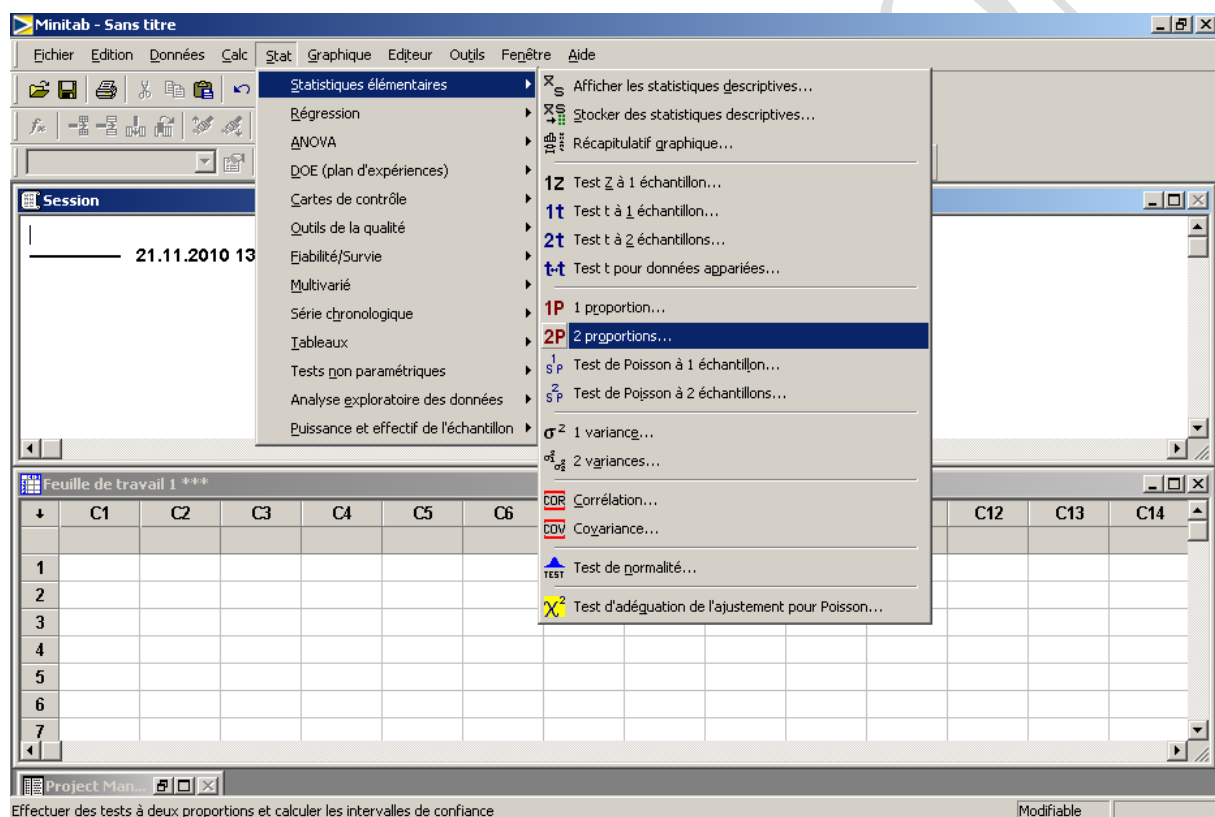 Minitab - Sans titre
Fichier Edition Données Calc Stat Graphique Editeur Outils Fenêtre Aide
Statistiques élémentaires
Régression
ANOVA
DOE (plan d'expériences)
Cartes de contrôle
Outils de la qualité
Fiabilité/Survie
Multivarié
Série chronologique
Tableaux
Tests non paramétriques
Analyse exploratoire des données
Puissance et effectif de l'échantillon
Afficher les statistiques descriptives...
Stocker des statistiques descriptives...
Récapitulatif graphique...
1Z Test Z à 1 échantillon...
1t Test t à 1 échantillon...
2t Test t à 2 échantillons...
t-t Test t pour données appariées...
1P 1 proportion...
2P 2 proportions...
Test de Poisson à 1 échantillon...
Test de Poisson à 2 échantillons...
σ² 1 variance...
2 variances...
COR Corrélation...
COV Covariance...
TEST Test de normalité...
χ² Test d'adéquation de l'ajustement pour Poisson...
Session
21.11.2010 13
Feuille de travail 1 ***
C1 C2 C3 C4 C5 C6 C12 C13 C14
1
2
3
4
5
6
7
Project Man...
Effectuer des tests à deux proportions et calculer les intervalles de confiance
Modifiable